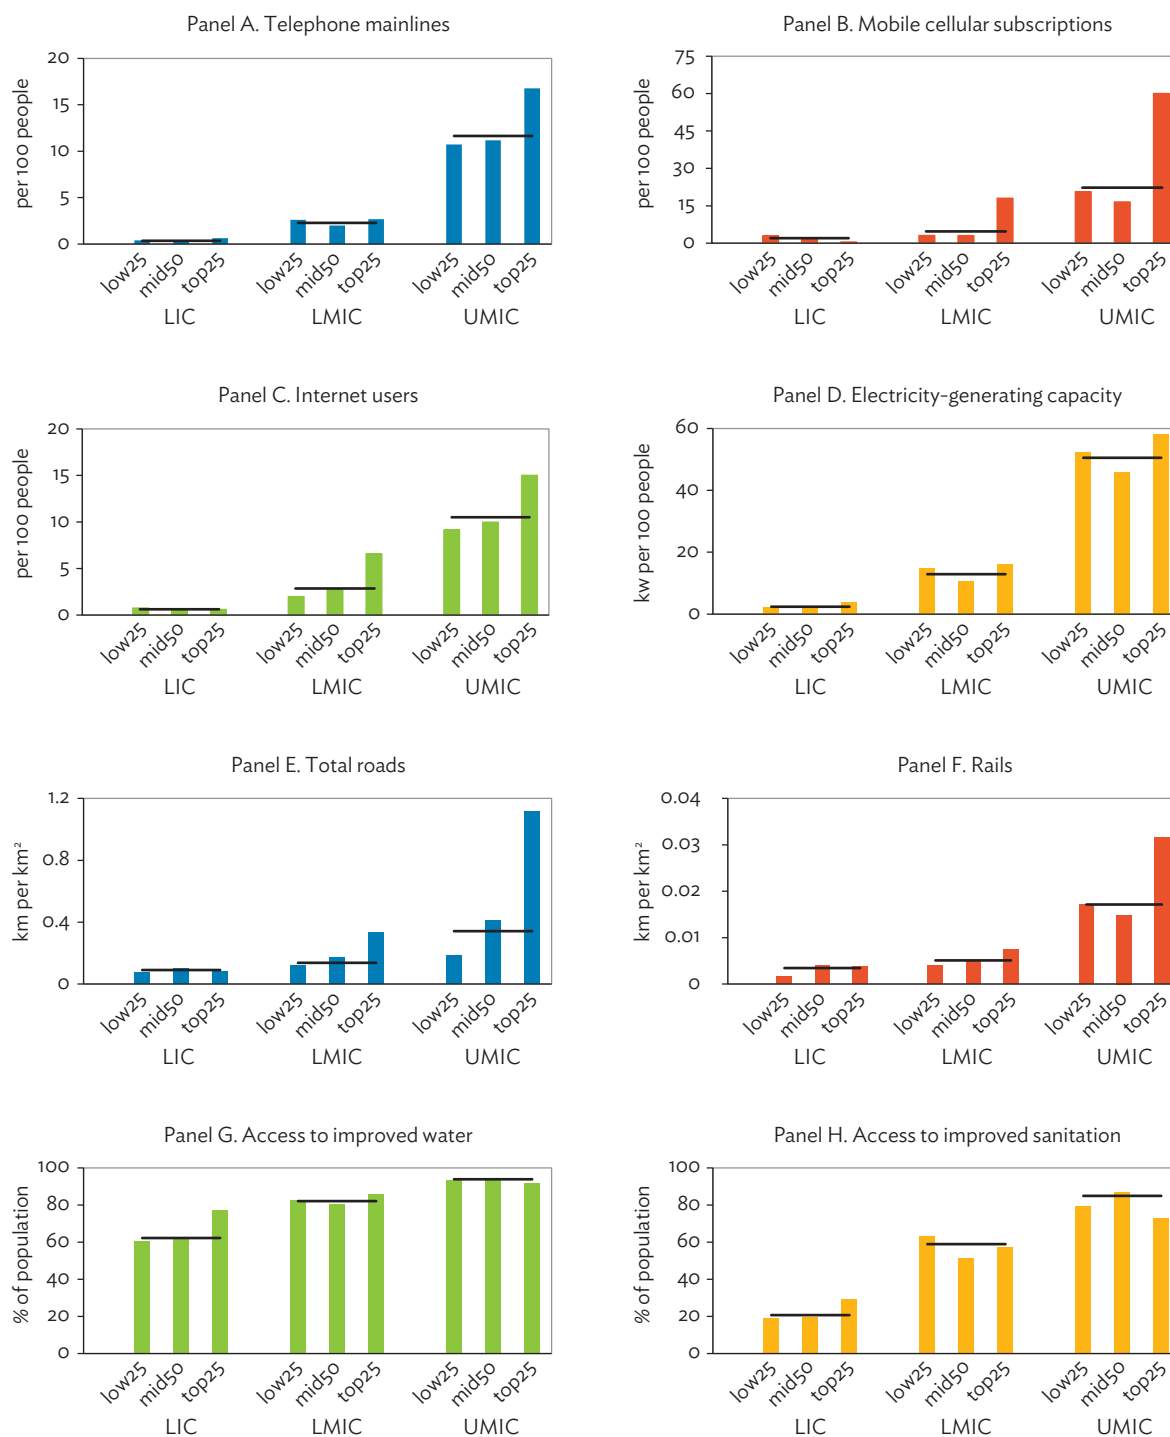 Panel A. Telephone mainlines
per 100 people
20
15
10
5
0
low25 mid50 top25 low25 mid50 top25 low25 mid50 top25
LIC LMIC UMIC
Panel B. Mobile cellular subscriptions
per 100 people
75
60
45
30
15
0
low25 mid50 top25 low25 mid50 top25 low25 mid50 top25
LIC LMIC UMIC
Panel C. Internet users
per 100 people
20
15
10
5
0
low25 mid50 top25 low25 mid50 top25 low25 mid50 top25
LIC LMIC UMIC
Panel D. Electricity-generating capacity
kw per 100 people
60
40
20
0
low25 mid50 top25 low25 mid50 top25 low25 mid50 top25
LIC LMIC UMIC
Panel E. Total roads
km per km²
1.2
0.8
0.4
0
low25 mid50 top25 low25 mid50 top25 low25 mid50 top25
LIC LMIC UMIC
Panel F. Rails
km per km²
0.04
0.03
0.02
0.01
0
low25 mid50 top25 low25 mid50 top25 low25 mid50 top25
LIC LMIC UMIC
Panel G. Access to improved water
% of population
100
80
60
40
20
0
low25 mid50 top25 low25 mid50 top25 low25 mid50 top25
LIC LMIC UMIC
Panel H. Access to improved sanitation
% of population
100
80
60
40
20
0
low25 mid50 top25 low25 mid50 top25 low25 mid50 top25
LIC LMIC UMIC